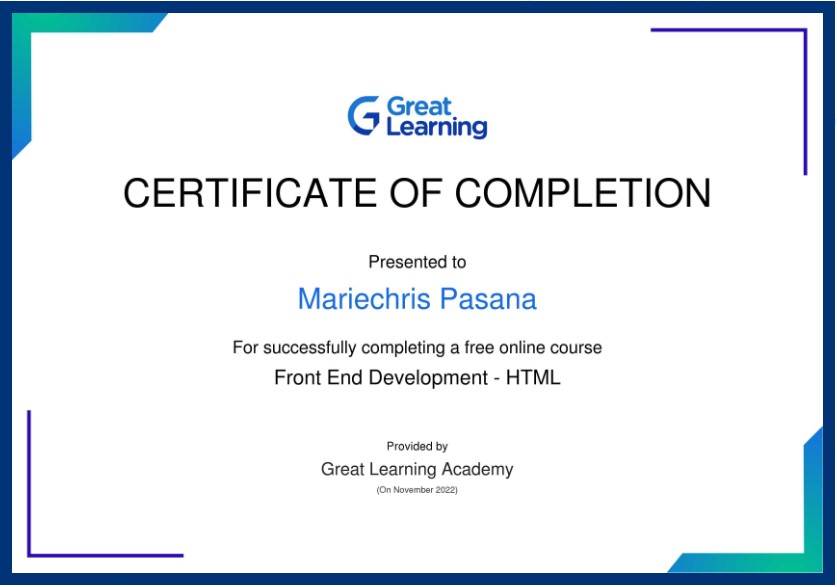 Great
Learning
CERTIFICATE OF COMPLETION
Presented to
Mariechris Pasana
For successfully completing a free online course
Front End Development - HTML
Provided by
Great Learning Academy
(On November 2022)